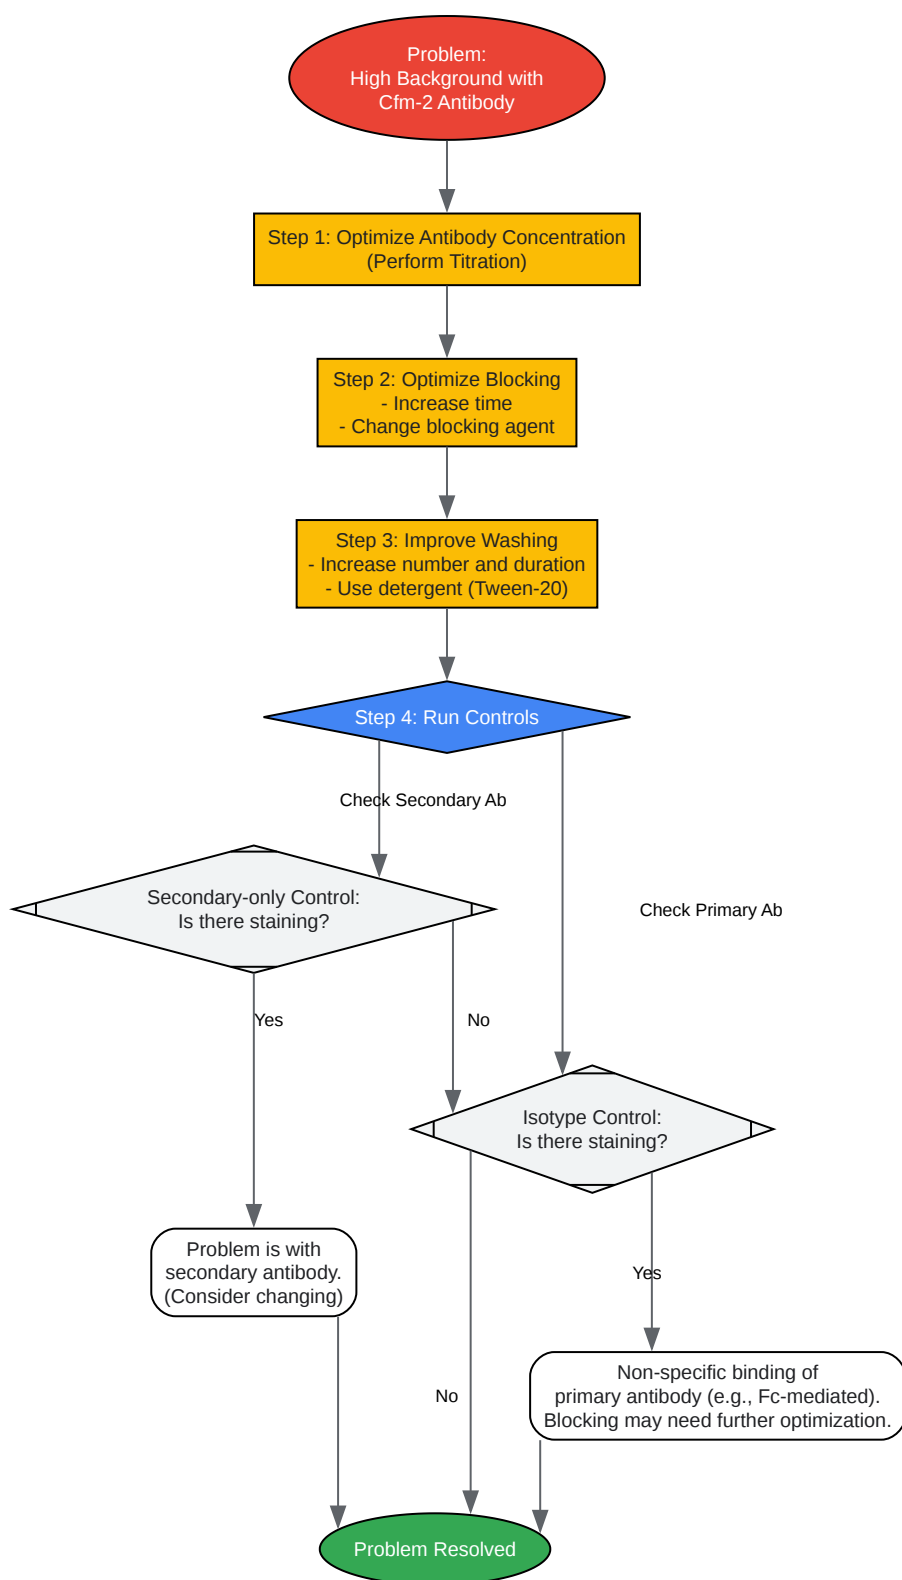 Problem:
High Background with
Cfm-2 Antibody
Step 1: Optimize Antibody Concentration
(Perform Titration)
Step 2: Optimize Blocking
- Increase time
- Change blocking agent
Step 3: Improve Washing
- Increase number and duration
- Use detergent (Tween-20)
Step 4: Run Controls
Check Secondary Ab
Secondary-only Control:
Is there staining?
Check Primary Ab
Yes
No
Isotype Control:
Is there staining?
Problem is with
secondary antibody.
(Consider changing)
Yes
No
Non-specific binding of
primary antibody (e.g., Fc-mediated).
Blocking may need further optimization.
Problem Resolved